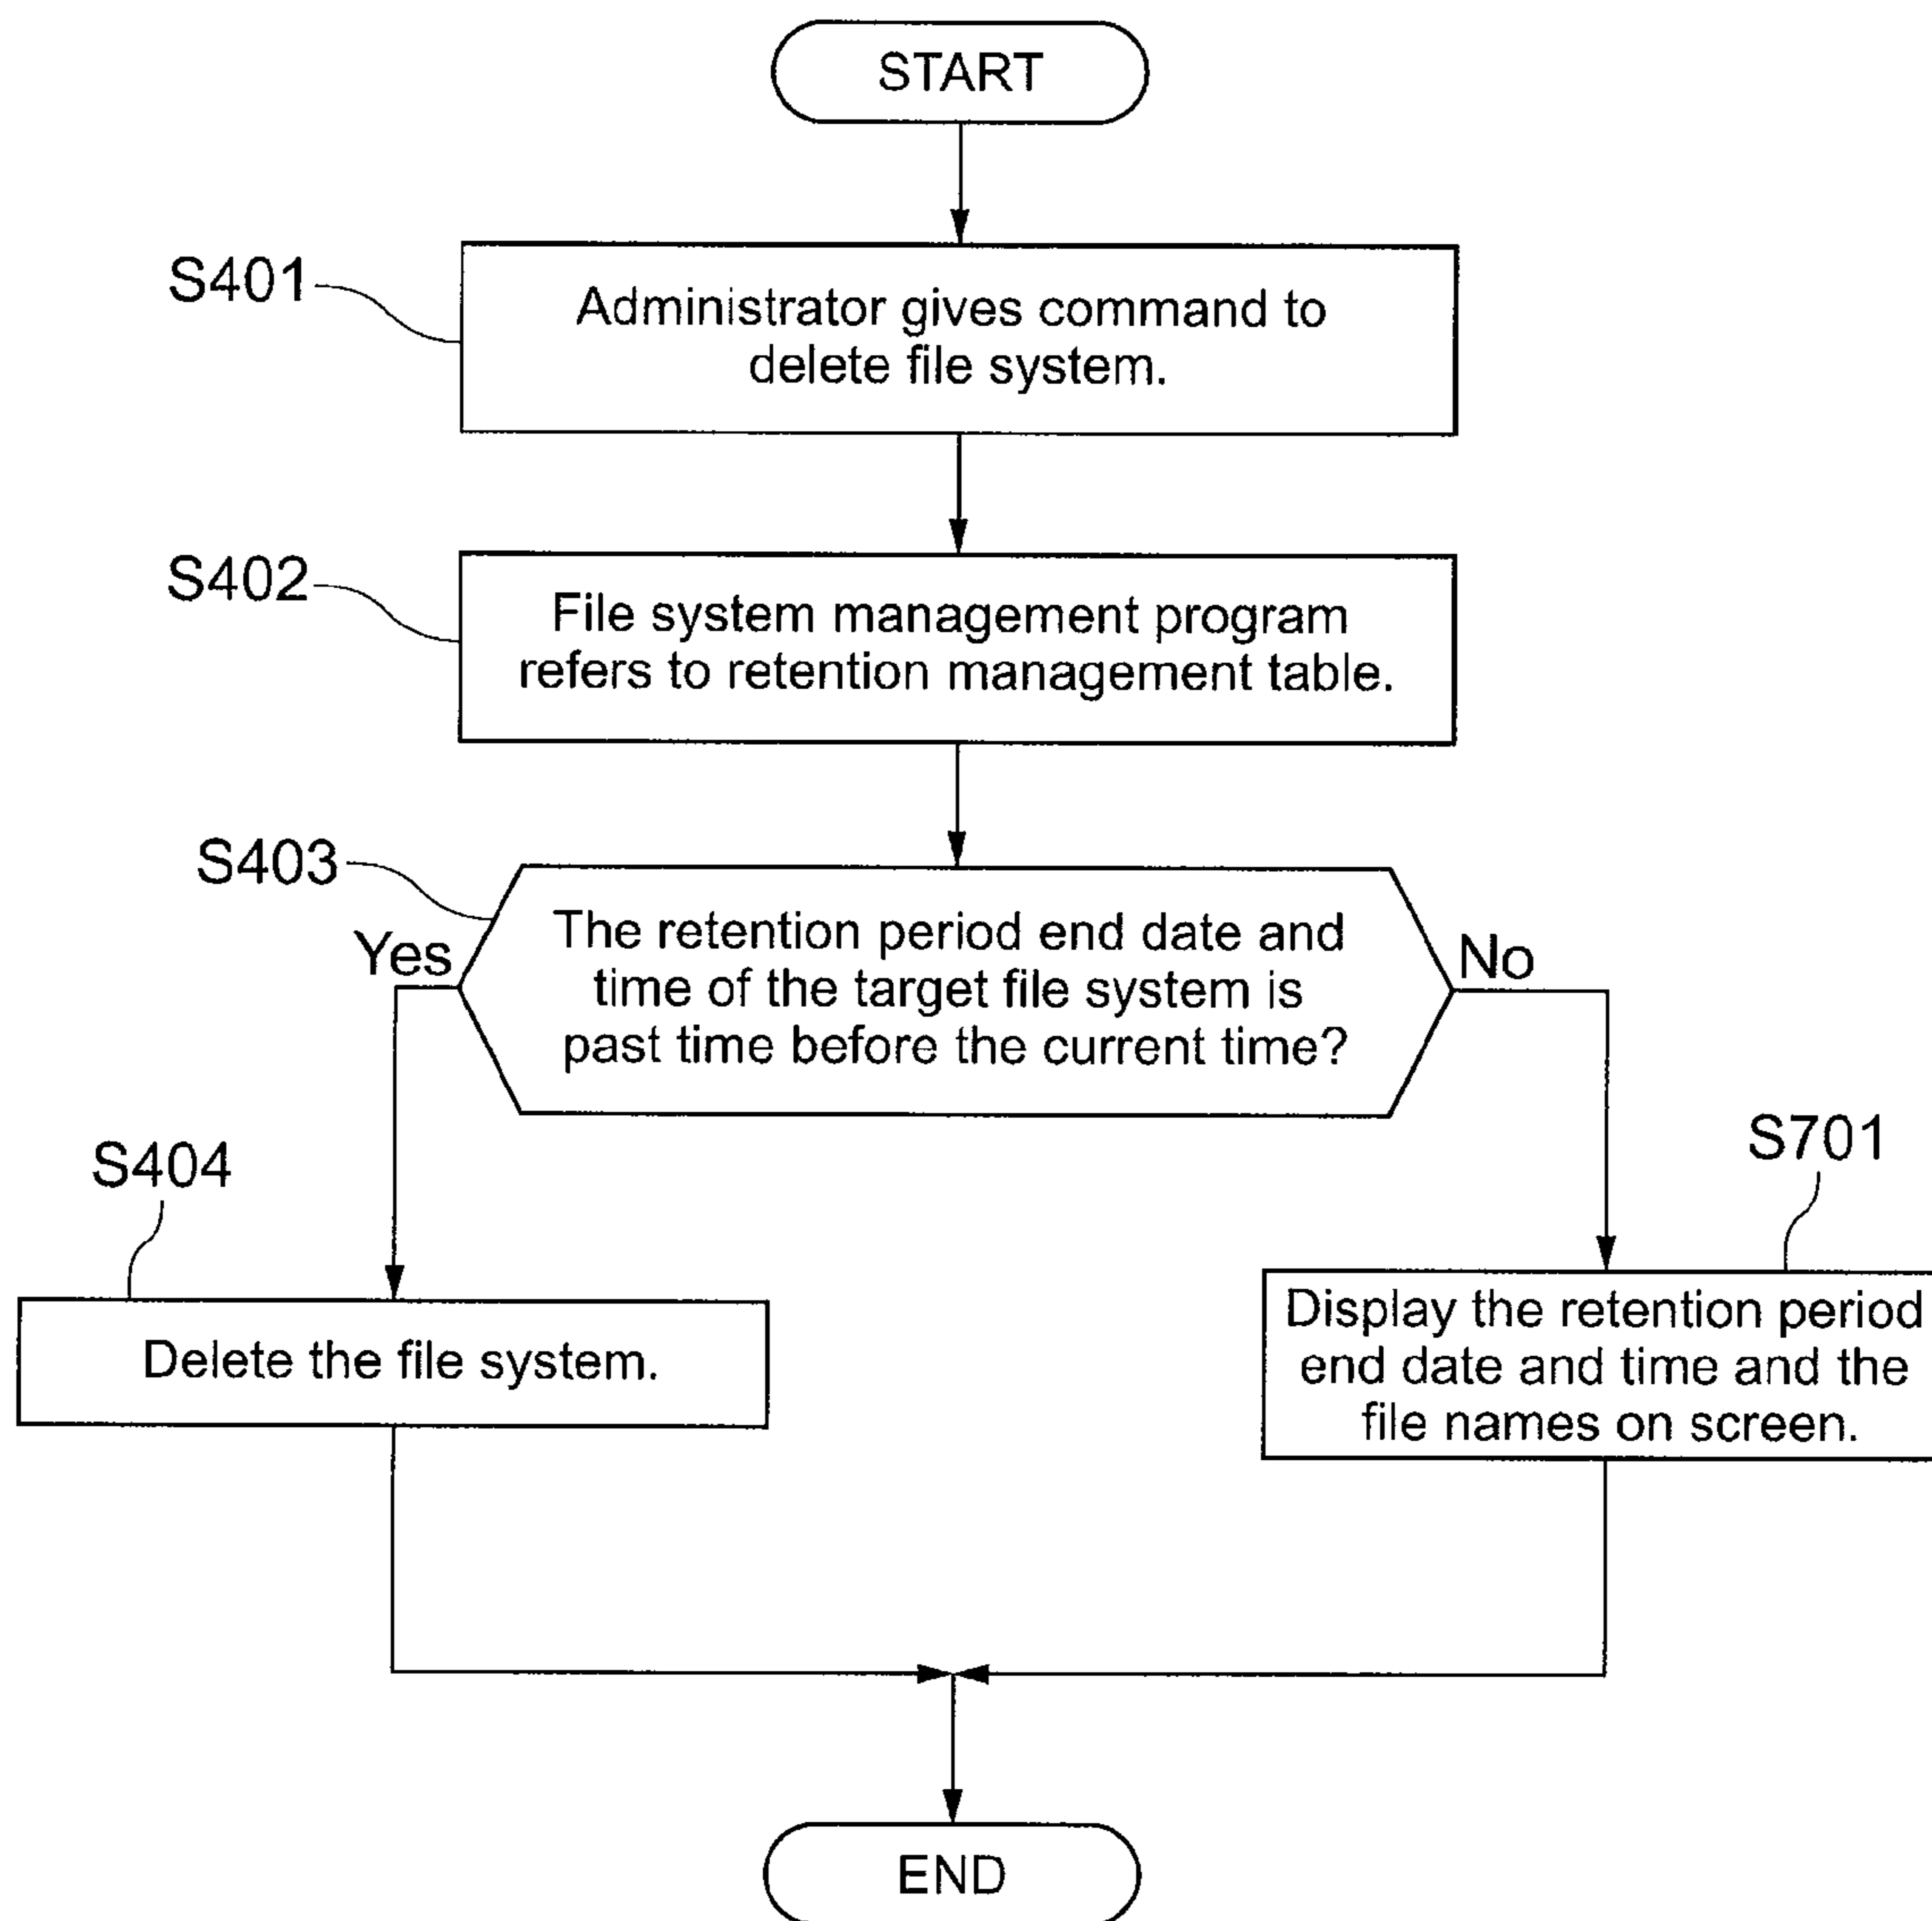 START
S401
Administrator gives command to
delete file system.
S402
File system management program
refers to retention management table.
S403
Yes
The retention period end date and
time of the target file system is
past time before the current time?
No
S404
Delete the file system.
S701
Display the retention period
end date and time and the
file names on screen.
END